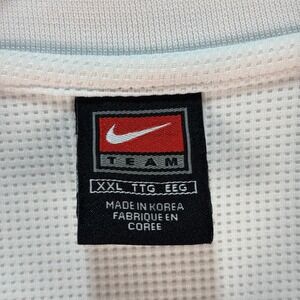 TEAM
XXL TTG EEG
MADE IN KOREA
FABRIQUE EN
COREE